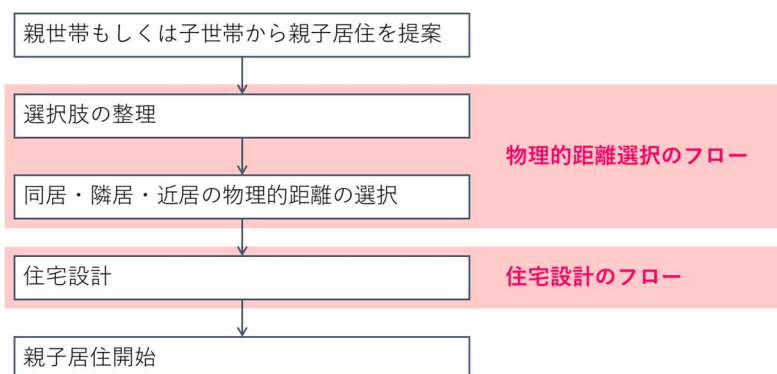 親世帯もしくは子世帯から親子居住を提案
選択肢の整理
物理的距離選択のフロー
同居・隣居・近居の物理的距離の選択
住宅設計
住宅設計のフロー
親子居住開始